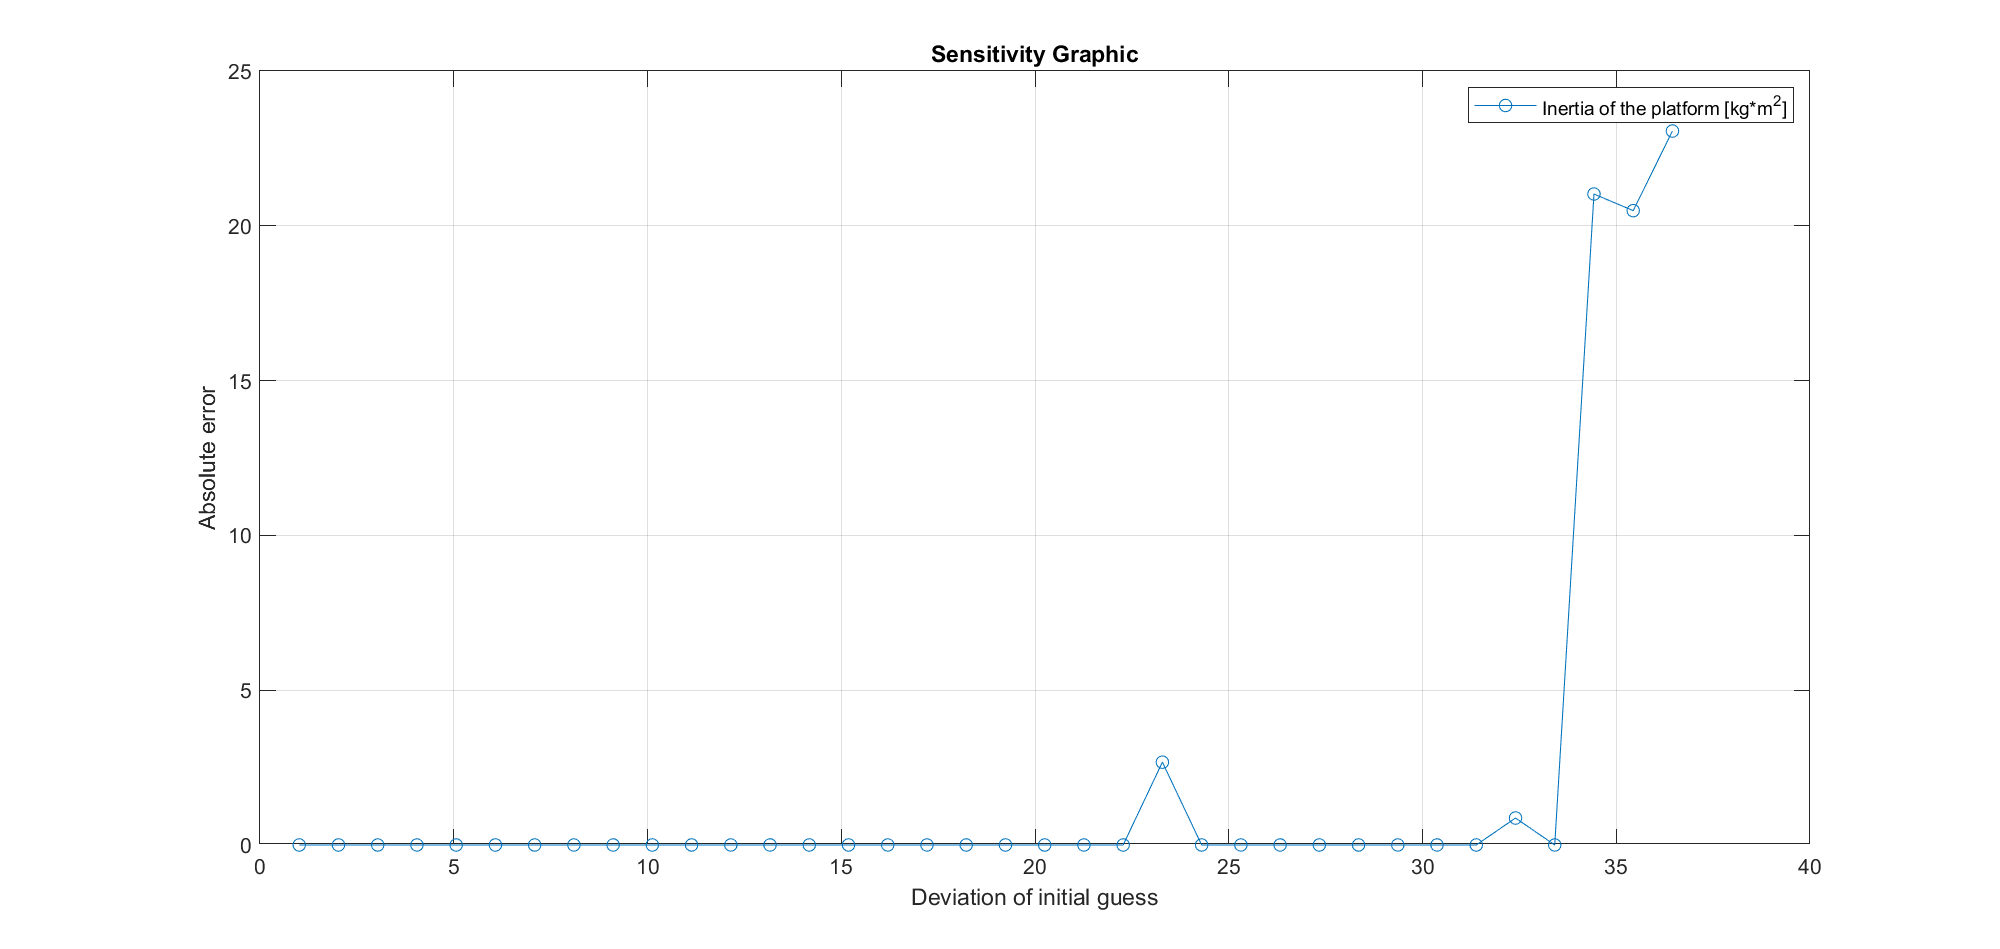 Sensitivity Graphic
Inertia of the platform [kg*m²]
25
20
15
10
5
0
Absolute error
0 5 10 15 20 25 30 35 40
Deviation of initial guess